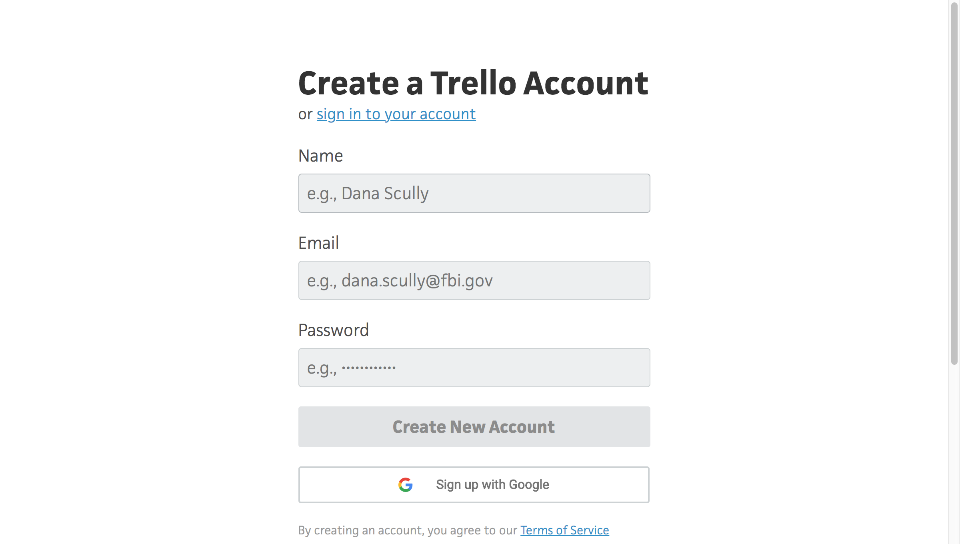 Create a Trello Account
or sign in to your account
Name
e.g., Dana Scully
Email
e.g., dana.scully@fbi.gov
Password
e.g., ············
Create New Account
Sign up with Google
By creating an account, you agree to our Terms of Service